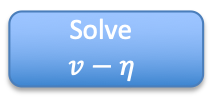 Solve
𝒗 − 𝜼